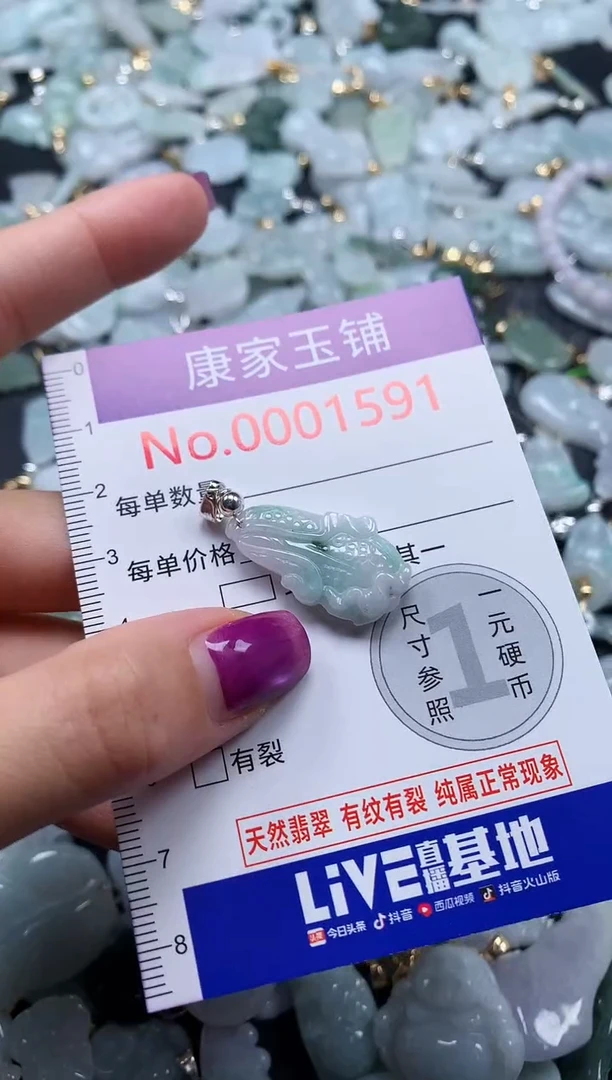 康家玉铺
No.0001591
0
1
2
每单数
3
每单价格
其一
尺寸参照
1
一元硬币
有裂
天然翡翠 有纹有裂 纯属正常现象
7
LiVE直播基地
头条 今日头条 抖音 西瓜视频 抖音火山版
8